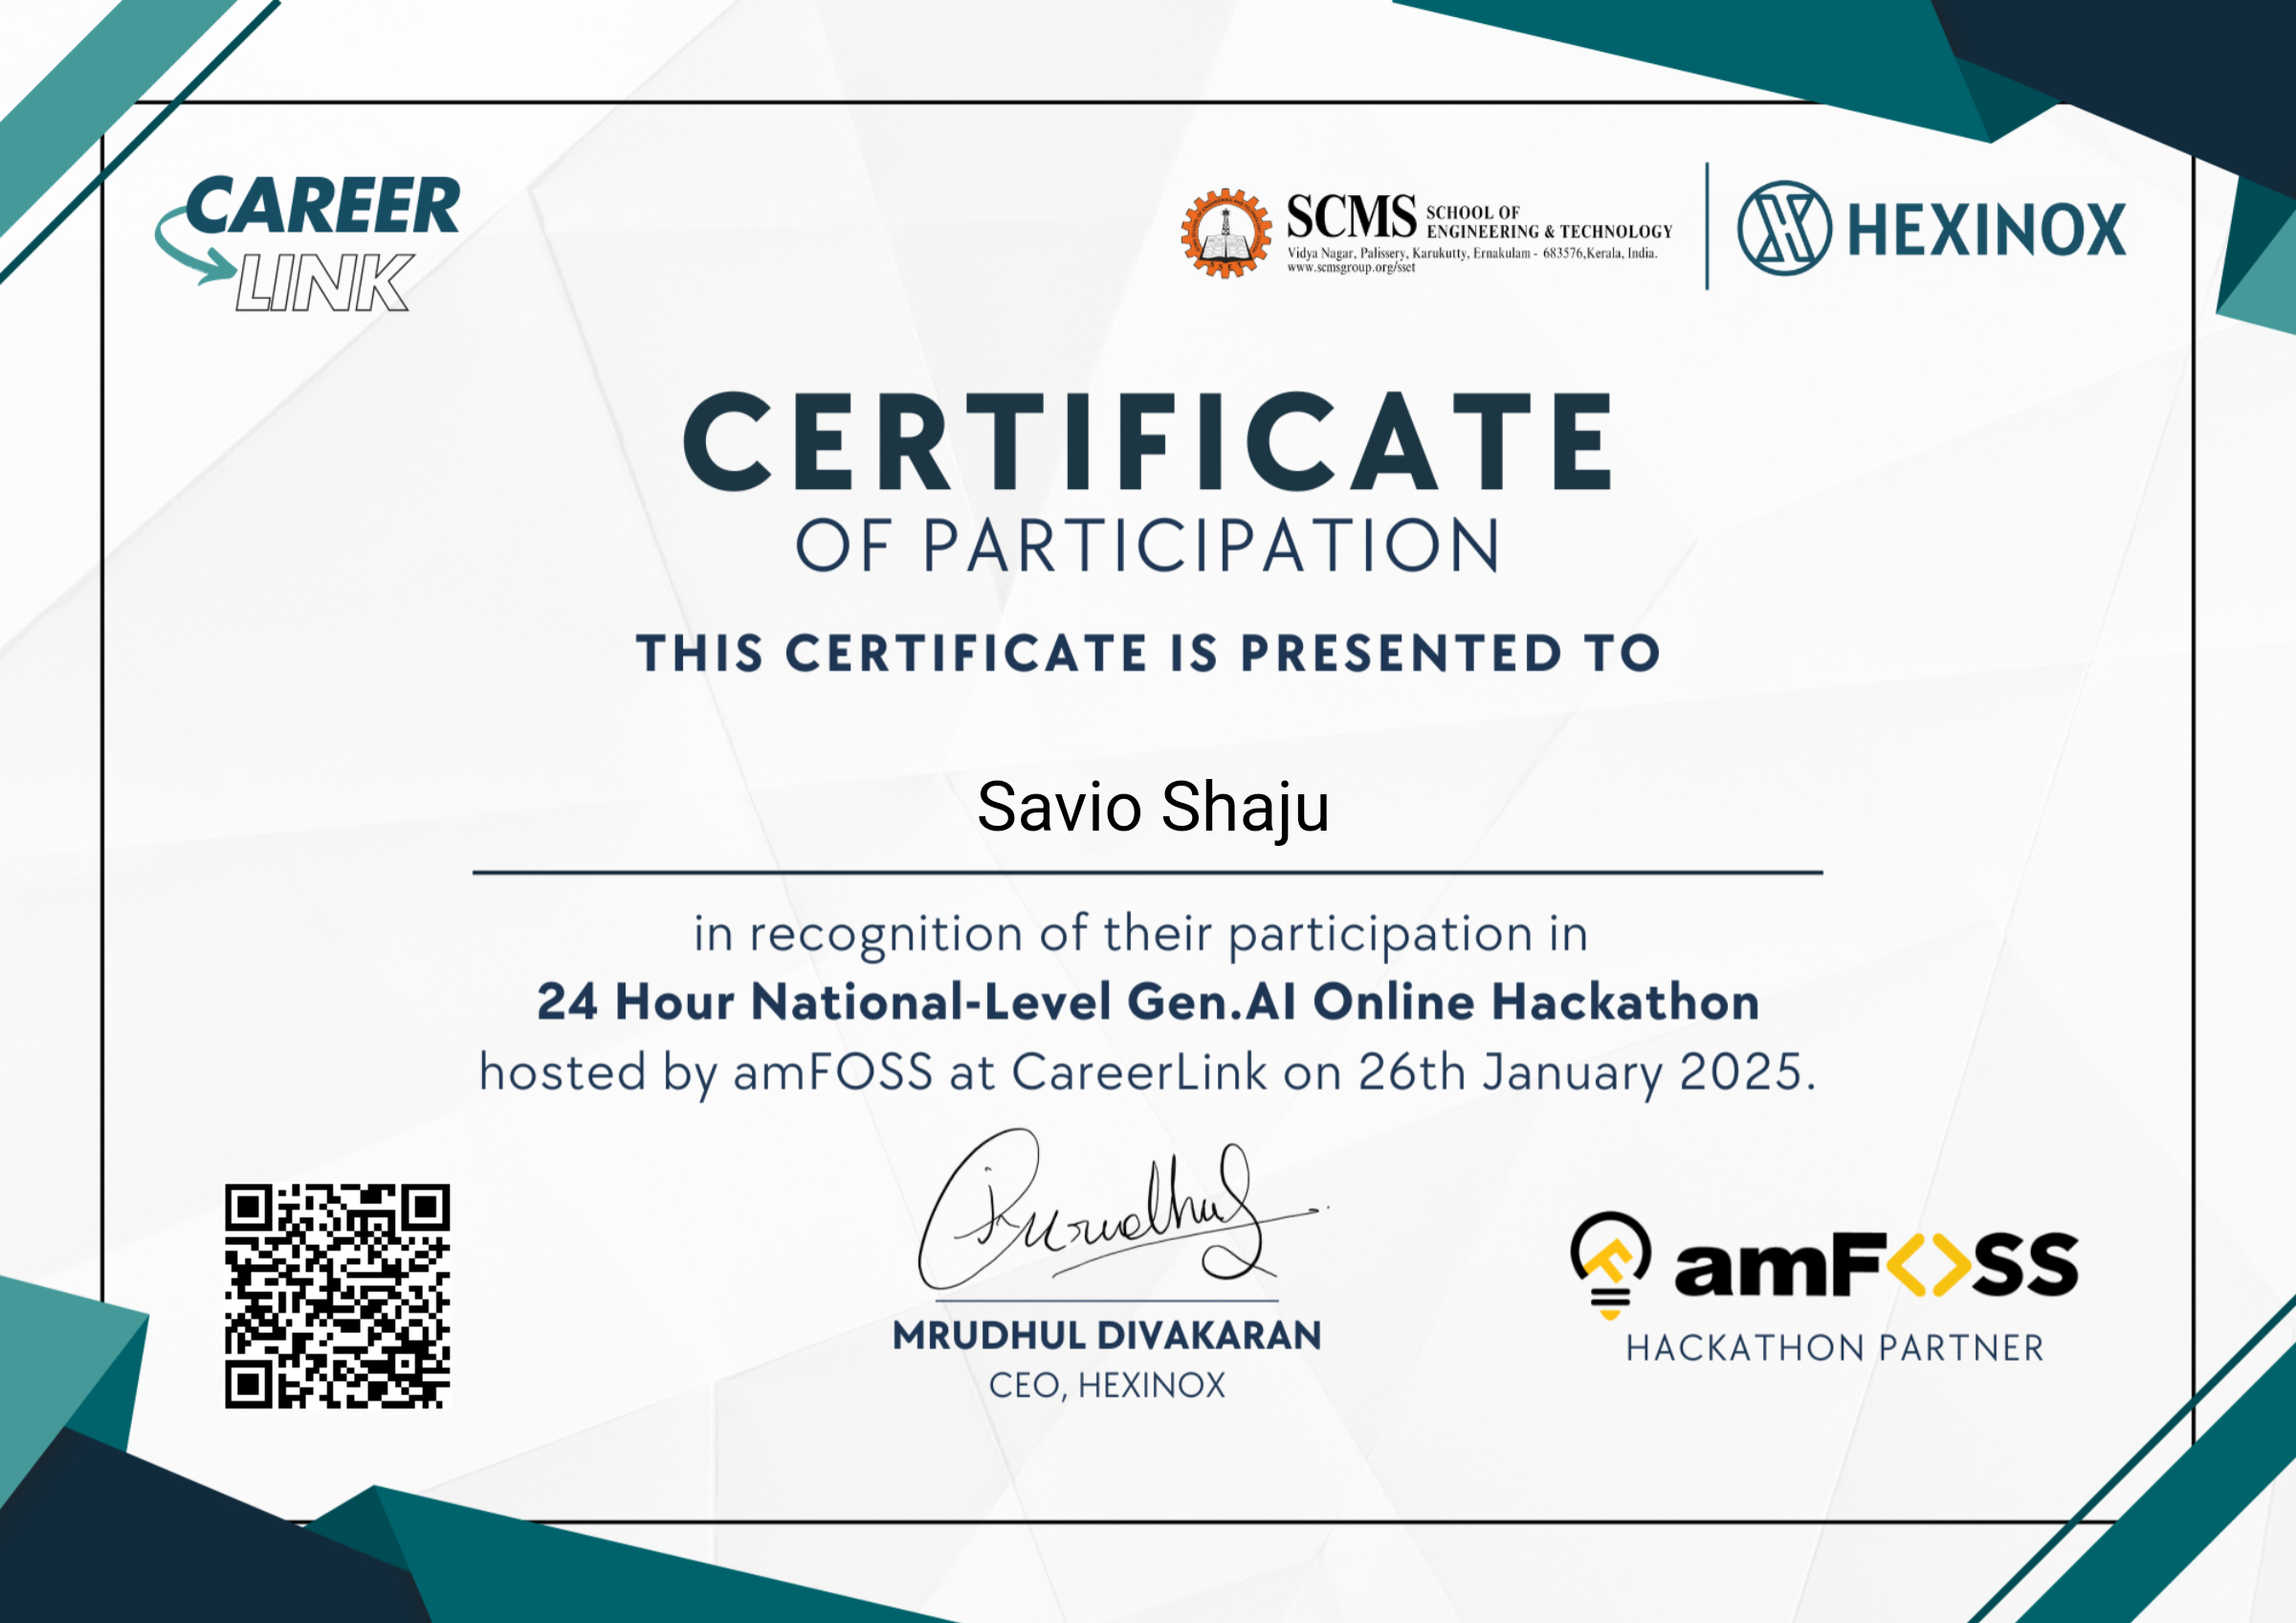 CAREER
LINK
SCMS SCHOOL OF
ENGINEERING & TECHNOLOGY
Vidya Nagar, Palissery, Karukutty, Ernakulam - 683576,Kerala, India.
www.scmsgroup.org/sset
HEXINOX
CERTIFICATE
OF PARTICIPATION
THIS CERTIFICATE IS PRESENTED TO
Savio Shaju
in recognition of their participation in
24 Hour National-Level Gen.AI Online Hackathon
hosted by amFOSS at CareerLink on 26th January 2025.
Mrudhul
MRUDHUL DIVAKARAN
CEO, HEXINOX
amF<>SS
HACKATHON PARTNER